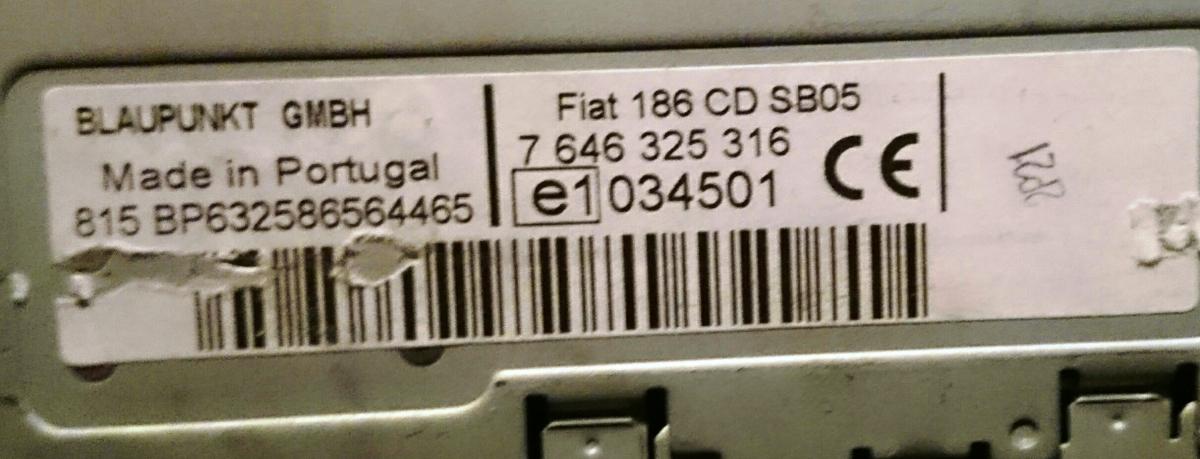 BLAUPUNKT GMBH
Made in Portugal
815 BP632586564465
Fiat 186 CD SB05
7 646 325 316
e1 034501 CE